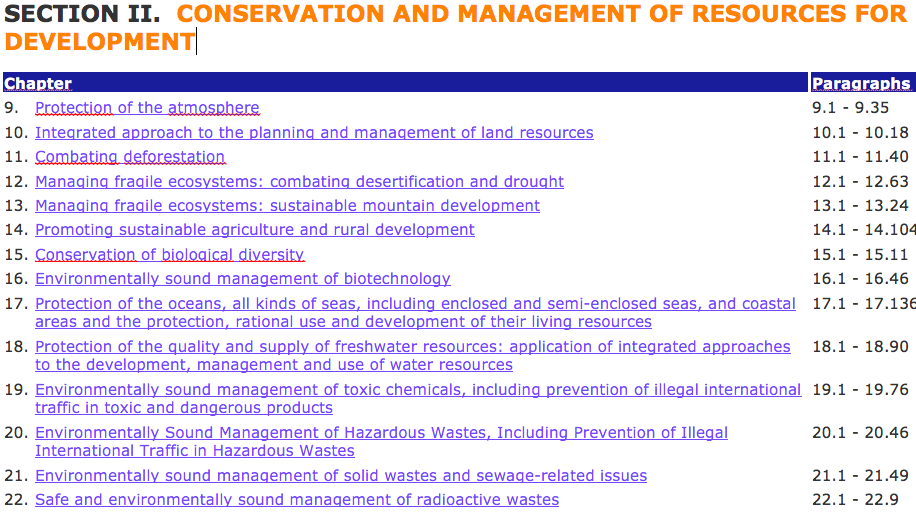 SECTION II. CONSERVATION AND MANAGEMENT OF RESOURCES FOR
DEVELOPMENT
Chapter Paragraphs
9. Protection of the atmosphere 9.1 - 9.35
10. Integrated approach to the planning and management of land resources 10.1 - 10.18
11. Combating deforestation 11.1 - 11.40
12. Managing fragile ecosystems: combating desertification and drought 12.1 - 12.63
13. Managing fragile ecosystems: sustainable mountain development 13.1 - 13.24
14. Promoting sustainable agriculture and rural development 14.1 - 14.104
15. Conservation of biological diversity 15.1 - 15.11
16. Environmentally sound management of biotechnology 16.1 - 16.46
17. Protection of the oceans, all kinds of seas, including enclosed and semi-enclosed seas, and coastal 17.1 - 17.136
areas and the protection, rational use and development of their living resources
18. Protection of the quality and supply of freshwater resources: application of integrated approaches 18.1 - 18.90
to the development, management and use of water resources
19. Environmentally sound management of toxic chemicals, including prevention of illegal international 19.1 - 19.76
traffic in toxic and dangerous products
20. Environmentally Sound Management of Hazardous Wastes, Including Prevention of Illegal 20.1 - 20.46
International Traffic in Hazardous Wastes
21. Environmentally sound management of solid wastes and sewage-related issues 21.1 - 21.49
22. Safe and environmentally sound management of radioactive wastes 22.1 - 22.9